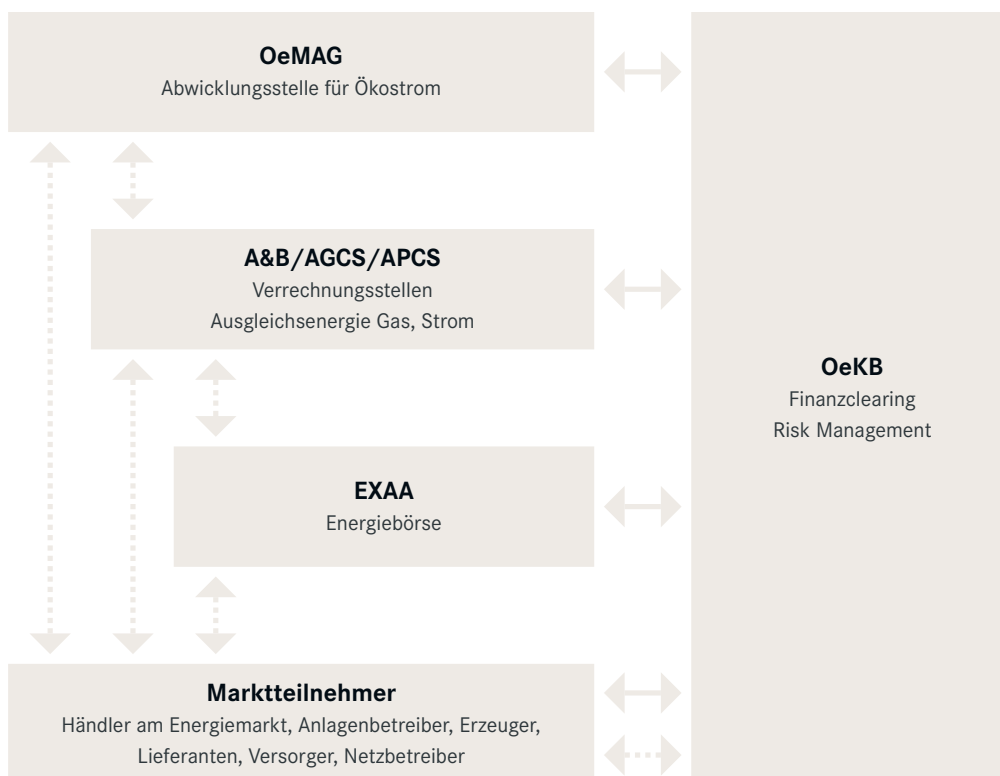 OeMAG
Abwicklungsstelle für Ökostrom
A&B/AGCS/APCS
Verrechnungsstellen
Ausgleichsenergie Gas, Strom
EXAA
Energiebörse
Marktteilnehmer
Händler am Energiemarkt, Anlagenbetreiber, Erzeuger,
Lieferanten, Versorger, Netzbetreiber
OeKB
Finanzclearing
Risk Management